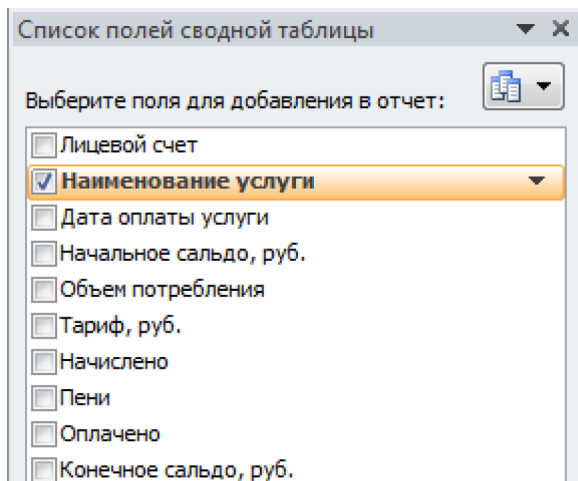 Список полей сводной таблицы
Выберите поля для добавления в отчет:
Лицевой счет
Наименование услуги
Дата оплаты услуги
Начальное сальдо, руб.
Объем потребления
Тариф, руб.
Начислено
Пени
Оплачено
Конечное сальдо, руб.